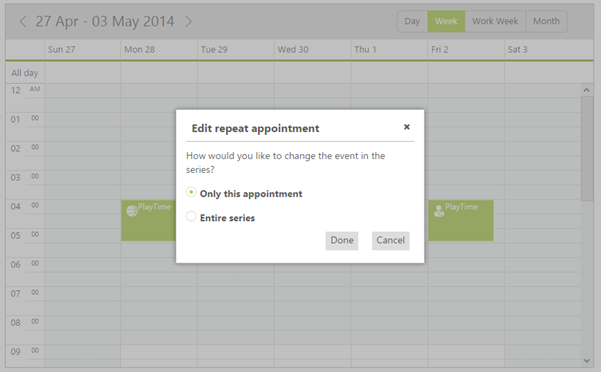 27 Apr - 03 May 2014 Day Week Work Week Month
Sun 27 Mon 28 Tue 29 Wed 30 Thu 1 Fri 2 Sat 3
All day
12 AM
01 00
02 00
03 00
04 00
05 00
06 00
07 00
08 00
09 00
PlayTime
PlayTime
Edit repeat appointment
How would you like to change the event in the
series?
Only this appointment
Entire series
Done Cancel